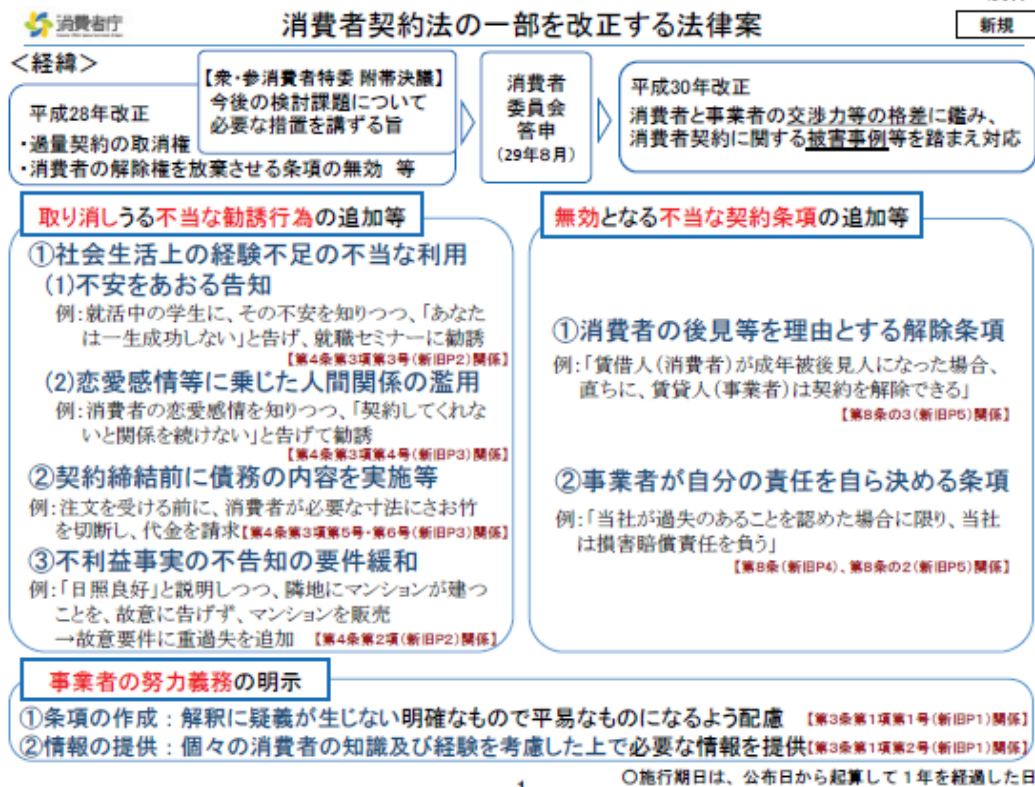 消費者庁
消費者契約法の一部を改正する法律案
新規
<経緯>
平成28年改正
・過量契約の取消権
・消費者の解除権を放棄させる条項の無効 等
【衆・参消費者特委 附帯決議】
今後の検討課題について
必要な措置を講ずる旨
消費者
委員会
答申
(29年8月)
平成30年改正
消費者と事業者の交渉力等の格差に鑑み、
消費者契約に関する被害事例等を踏まえ対応
取り消しうる不当な勧誘行為の追加等
①社会生活上の経験不足の不当な利用
(1)不安をあおる告知
例:就活中の学生に、その不安を知りつつ、「あなた
は一生成功しない」と告げ、就職セミナーに勧誘
【第4条第3項第3号(新旧P2)関係】
(2)恋愛感情等に乗じた人間関係の濫用
例:消費者の恋愛感情を知りつつ、「契約してくれな
いと関係を続けない」と告げて勧誘
【第4条第3項第4号(新旧P3)関係】
②契約締結前に債務の内容を実施等
例:注文を受ける前に、消費者が必要な寸法にさお竹
を切断し、代金を請求【第4条第3項第5号・第6号(新旧P3)関係】
③不利益事実の不告知の要件緩和
例:「日照良好」と説明しつつ、隣地にマンションが建つ
ことを、故意に告げず、マンションを販売
→故意要件に重過失を追加 【第4条第2項(新旧P2)関係】
無効となる不当な契約条項の追加等
①消費者の後見等を理由とする解除条項
例:「賃借人(消費者)が成年被後見人になった場合、
直ちに、賃貸人(事業者)は契約を解除できる」
【第8条の3(新旧P5)関係】
②事業者が自分の責任を自ら決める条項
例:「当社が過失のあることを認めた場合に限り、当社
は損害賠償責任を負う」
【第8条(新旧P4)、第8条の2(新旧P5)関係】
事業者の努力義務の明示
①条項の作成:解釈に疑義が生じない明確なもので平易なものになるよう配慮 【第3条第1項第1号(新旧P1)関係】
②情報の提供:個々の消費者の知識及び経験を考慮した上で必要な情報を提供【第3条第1項第2号(新旧P1)関係】
○施行期日は、公布日から起算して1年を経過した日